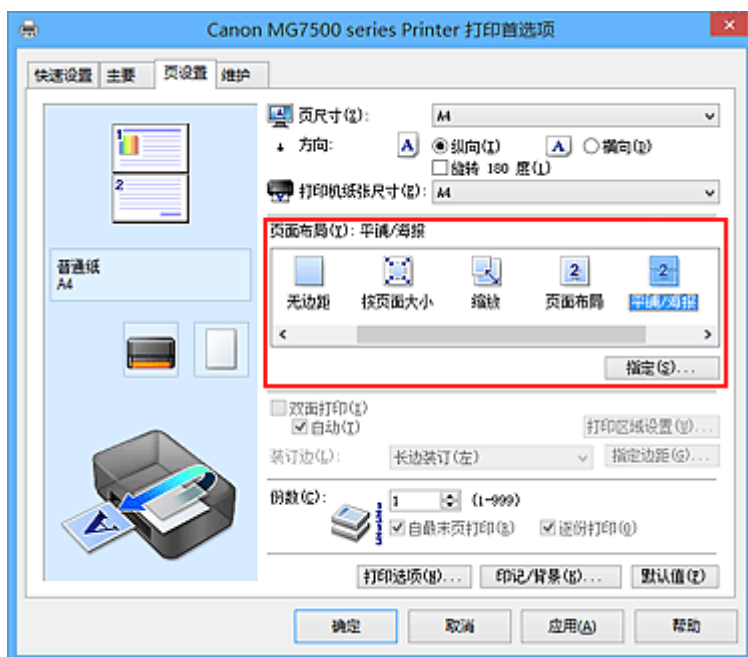 Canon MG7500 series Printer 打印首选项
快速设置 主要 页设置 维护
页尺寸(Z): A4
方向: A 纵向(I) A 横向(D)
旋转 180 度(L)
打印机纸张尺寸(E): A4
页面布局(Y): 平铺/海报
无边距 按页面大小 缩放 页面布局 平铺/海报
指定(S)...
普通纸
A4
双面打印(X)
自动(T)
打印区域设置(U)...
装订边(L): 长边装订(左) 指定边距(G)...
份数(C): 1 (1-999)
自最末页打印(R) 逐份打印(O)
打印选项(N)... 印记/背景(K)... 默认值(F)
确定 取消 应用(A) 帮助